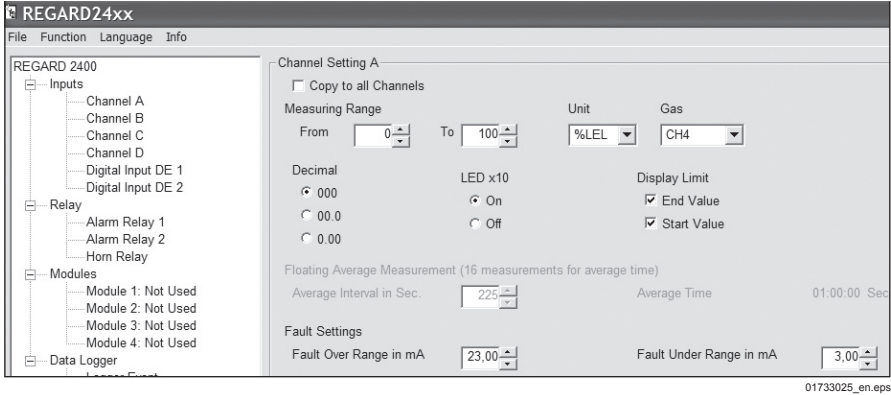 REGARD24xx
File Function Language Info
REGARD 2400
Inputs
Channel A
Channel B
Channel C
Channel D
Digital Input DE 1
Digital Input DE 2
Relay
Alarm Relay 1
Alarm Relay 2
Horn Relay
Modules
Module 1: Not Used
Module 2: Not Used
Module 3: Not Used
Module 4: Not Used
Data Logger
Logger Event
Channel Setting A
Copy to all Channels
Measuring Range Unit Gas
From 0 To 100 %LEL CH4
Decimal LED x10 Display Limit
000 On End Value
00.0 Off Start Value
0.00
Floating Average Measurement (16 measurements for average time)
Average Interval in Sec. 225 Average Time 01:00:00 Sec
Fault Settings
Fault Over Range in mA 23,00 Fault Under Range in mA 3,00
01733025_en.eps